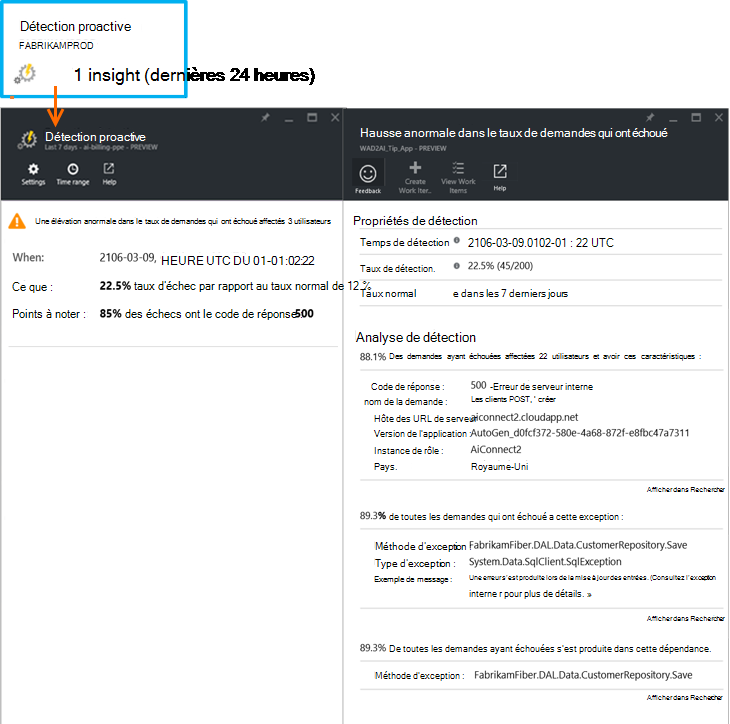 Détection proactive
FABRIKAMPROD
1 insight (dernières 24 heures)
Détection proactive
Last 7 days - ai-billing-ppe - PREVIEW
Settings
Time range
Help
Une élévation anormale dans le taux de demandes qui ont échoué affectés 3 utilisateurs
When: 2106-03-09, HEURE UTC DU 01-01:02:22
Ce que : 22.5% taux d'échec par rapport au taux normal de 12.%
Points à noter : 85% des échecs ont le code de réponse 500
Hausse anormale dans le taux de demandes qui ont échoué
WAD2AI_Tip_App - PREVIEW
Feedback
Create Work Iter..
View Work Items
Help
Propriétés de détection
Temps de détection 2106-03-09.0102-01 : 22 UTC
Taux de détection. 22.5% (45/200)
Taux normal e dans les 7 derniers jours
Analyse de détection
88.1% Des demandes ayant échouées affectées 22 utilisateurs et avoir ces caractéristiques :
Code de réponse : 500 -Erreur de serveur interne
nom de la demande : Les clients POST, ' créer
Hôte des URL de serveur aiconnect2.cloudapp.net
Version de l'application : AutoGen_d0fcf372-580e-4a68-872f-e8fbc47a7311
Instance de rôle : AiConnect2
Pays. Royaume-Uni
Afficher dans Rechercher
89.3% de toutes les demandes qui ont échoué a cette exception :
Méthode d'exception FabrikamFiber.DAL.Data.CustomerRepository.Save
Type d'exception : System.Data.SqlClient.SqlException
Exemple de message : Une erreur s'est produite lors de la mise à jour des entrées. (Consultez l'exception
interne r pour plus de détails. »
Afficher dans Rechercher
89.3% De toutes les demandes ayant échouées s'est produite dans cette dépendance.
Méthode d'exception : FabrikamFiber.DAL.Data.CustomerRepository.Save
Afficher dans Rechercher